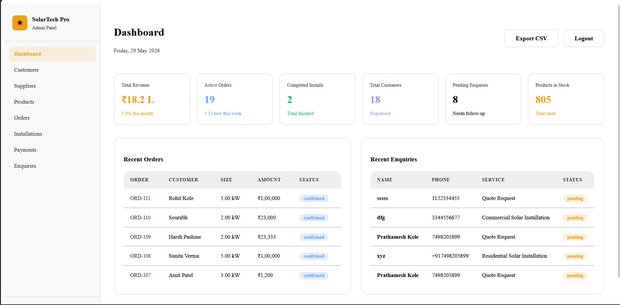 SolarTech Pro
Admin Panel
Dashboard
Customers
Suppliers
Products
Orders
Installations
Payments
Enquiries
Dashboard
Friday, 29 May 2026
Export CSV
Logout
Total Revenue
₹18.2 L
↑ 0% this month
Active Orders
19
↑ 12 new this week
Completed Installs
2
Total finished
Total Customers
18
Registered
Pending Enquiries
8
Needs follow-up
Products in Stock
805
Total units
Recent Orders
ORDER CUSTOMER SIZE AMOUNT STATUS
ORD-111 Rohit Kole 5.00 kW ₹1,00,000 confirmed
ORD-110 Sourabh 2.00 kW ₹23,000 confirmed
ORD-109 Harsh Pushine 2.00 kW ₹23,333 confirmed
ORD-108 Sunita Verma 5.00 kW ₹1,00,000 confirmed
ORD-107 Amit Patel 3.00 kW ₹1,200 confirmed
Recent Enquiries
NAME PHONE SERVICE STATUS
sssss 1122334455 Quote Request pending
dfg 3344556677 Commercial Solar Installation pending
Prathamesh Kole 7498205899 Quote Request pending
xyz +917498205899 Residential Solar Installation pending
Prathamesh Kole 7498205899 Quote Request pending